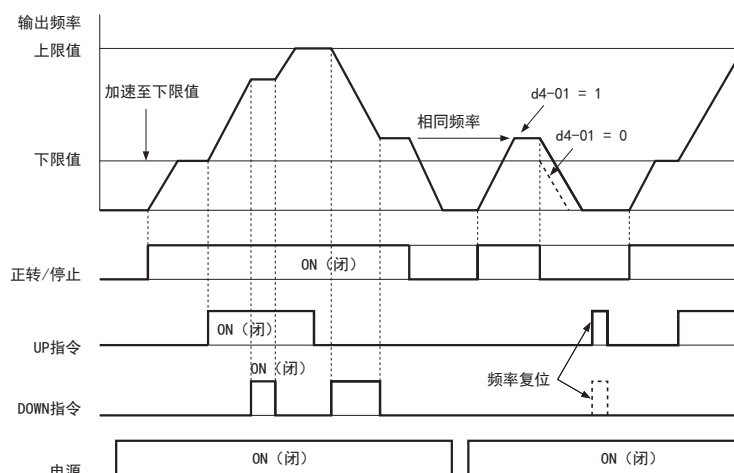 输出频率
上限值
加速至下限值
d4-01 = 1
相同频率
d4-01 = 0
下限值
ON（闭）
正转/停止
ON（闭）
UP指令
ON（闭）
频率复位
DOWN指令
ON（闭）
ON（闭）
电源